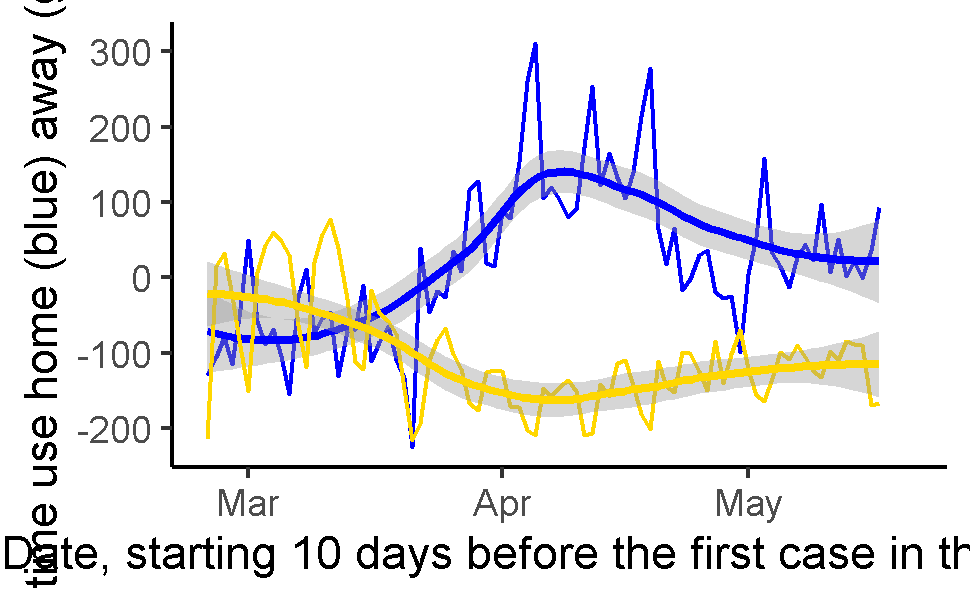 time use home (blue) away (
300
200
100
0
-100
-200
Mar Apr May
Date, starting 10 days before the first case in th